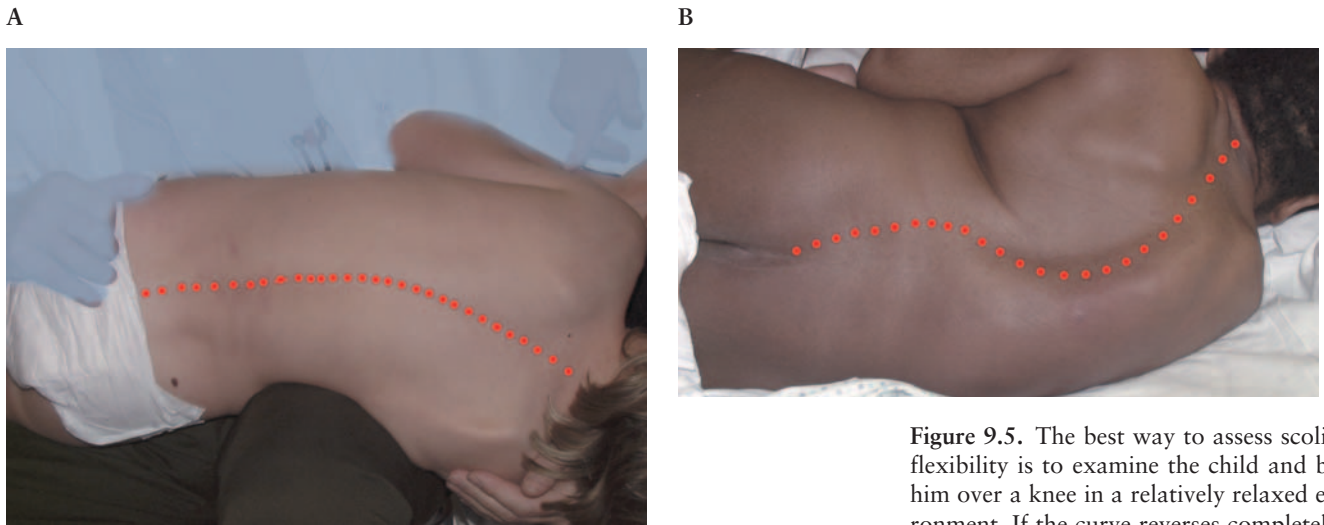 A
B
Figure 9.5. The best way to assess scoli
flexibility is to examine the child and b
him over a knee in a relatively relaxed e
ronment. If the curve reverses completel